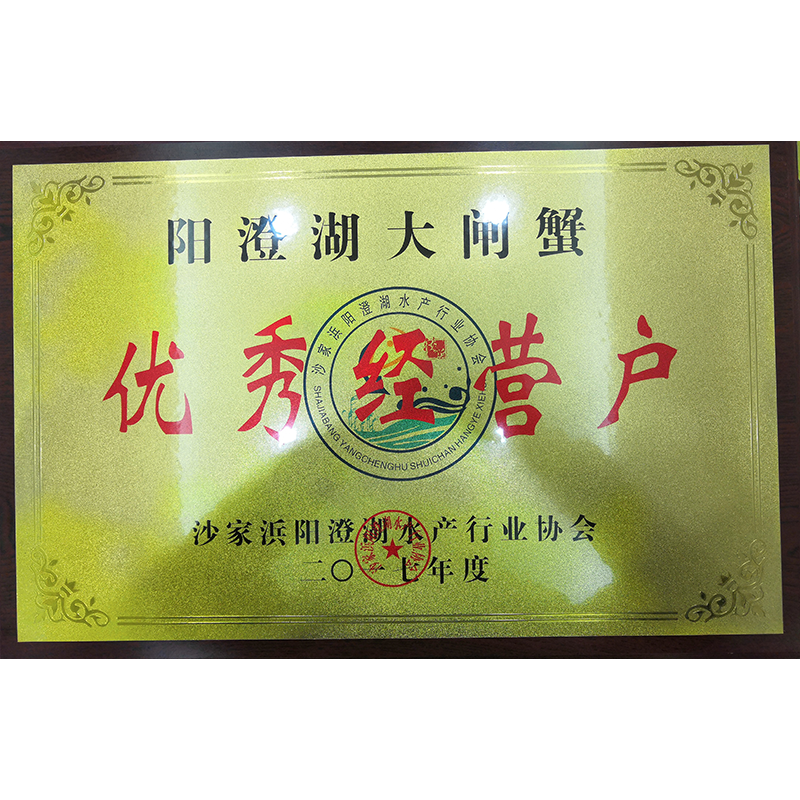 阳澄湖大闸蟹
沙家浜阳澄湖水产行业协会
优秀经营户
SHAJIABANG YANGCHENGHU SHUICHAN HANGYE XIEHUI
沙家浜阳澄湖水产行业协会
二〇一七年度